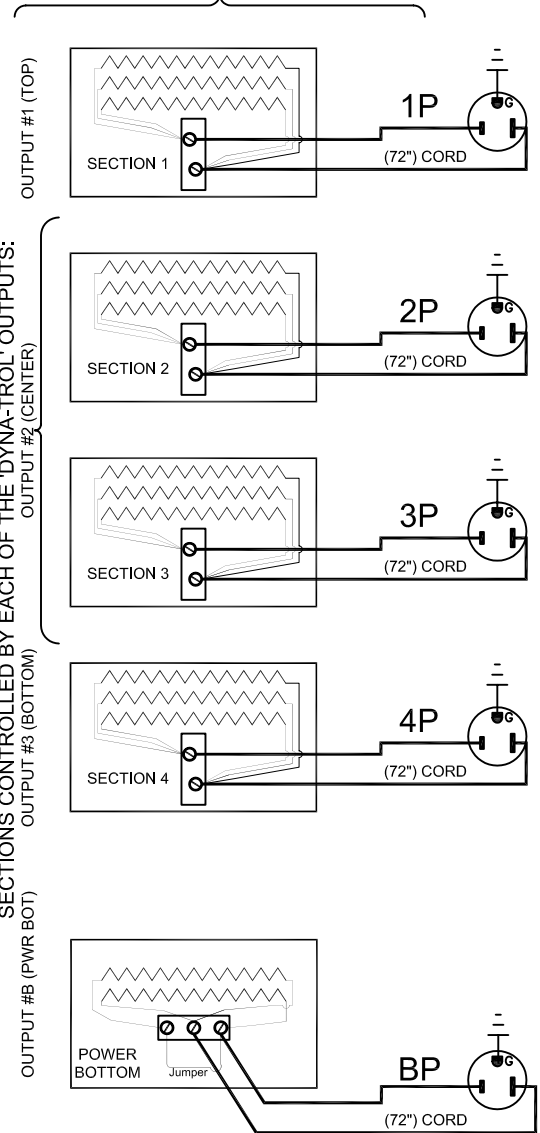 SECTIONS CONTROLLED BY EACH OF THE 'DYNA-TROL' OUTPUTS:
OUTPUT #1 (TOP)
SECTION 1
1P
(72") CORD
G
OUTPUT #2 (CENTER)
SECTION 2
2P
(72") CORD
G
SECTION 3
3P
(72") CORD
G
OUTPUT #3 (BOTTOM)
SECTION 4
4P
(72") CORD
G
OUTPUT #B (PWR BOT)
POWER
BOTTOM
Jumper
BP
(72") CORD
G